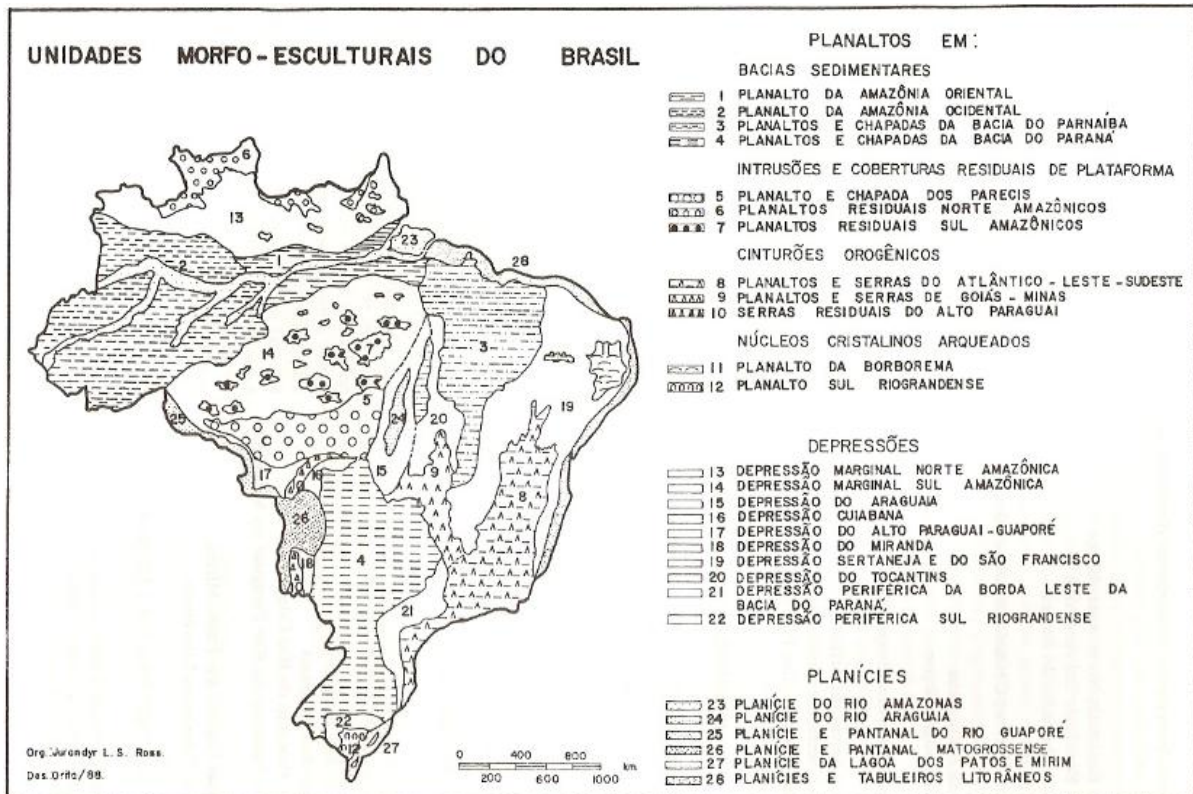 UNIDADES MORFO-ESCULTURAIS DO BRASIL
PLANALTOS EM:
BACIAS SEDIMENTARES
1 PLANALTO DA AMAZÔNIA ORIENTAL
2 PLANALTO DA AMAZÔNIA OCIDENTAL
3 PLANALTOS E CHAPADAS DA BACIA DO PARNAÍBA
4 PLANALTOS E CHAPADAS DA BACIA DO PARANÁ
INTRUSÕES E COBERTURAS RESIDUAIS DE PLATAFORMA
5 PLANALTO E CHAPADA DOS PARECIS
6 PLANALTOS RESIDUAIS NORTE AMAZÔNICOS
7 PLANALTOS RESIDUAIS SUL AMAZÔNICOS
CINTURÕES OROGÊNICOS
8 PLANALTOS E SERRAS DO ATLÂNTICO-LESTE-SUDESTE
9 PLANALTOS E SERRAS DE GOIÁS-MINAS
10 SERRAS RESIDUAIS DO ALTO PARAGUAI
NÚCLEOS CRISTALINOS ARQUEADOS
11 PLANALTO DA BORBOREMA
12 PLANALTO SUL RIOGRANDENSE
DEPRESSÕES
13 DEPRESSÃO MARGINAL NORTE AMAZÔNICA
14 DEPRESSÃO MARGINAL SUL AMAZÔNICA
15 DEPRESSÃO DO ARAGUAIA
16 DEPRESSÃO CUIABANA
17 DEPRESSÃO DO ALTO PARAGUAI-GUAPORÉ
18 DEPRESSÃO DO MIRANDA
19 DEPRESSÃO SERTANEJA E DO SÃO FRANCISCO
20 DEPRESSÃO DO TOCANTINS
21 DEPRESSÃO PERIFÉRICA DA BORDA LESTE DA
BACIA DO PARANÁ,
22 DEPRESSÃO PERIFÉRICA SUL RIOGRANDENSE
PLANÍCIES
23 PLANÍCIE DO RIO AMAZONAS
24 PLANÍCIE DO RIO ARAGUAIA
25 PLANÍCIE E PANTANAL DO RIO GUAPORÉ
26 PLANÍCIE E PANTANAL MATOGROSSENSE
27 PLANÍCIE DA LAGOA DOS PATOS E MIRIM
28 PLANÍCIES E TABULEIROS LITORÂNEOS
6
13
23
28
1
2
3
14
7
5
19
24
20
25
17
16
15
9
8
26
4
18
10
21
22
12
27
Org. Jurandyr L. S. Ross.
Des. Orito/88.
0 400 800 km.
200 600 1000